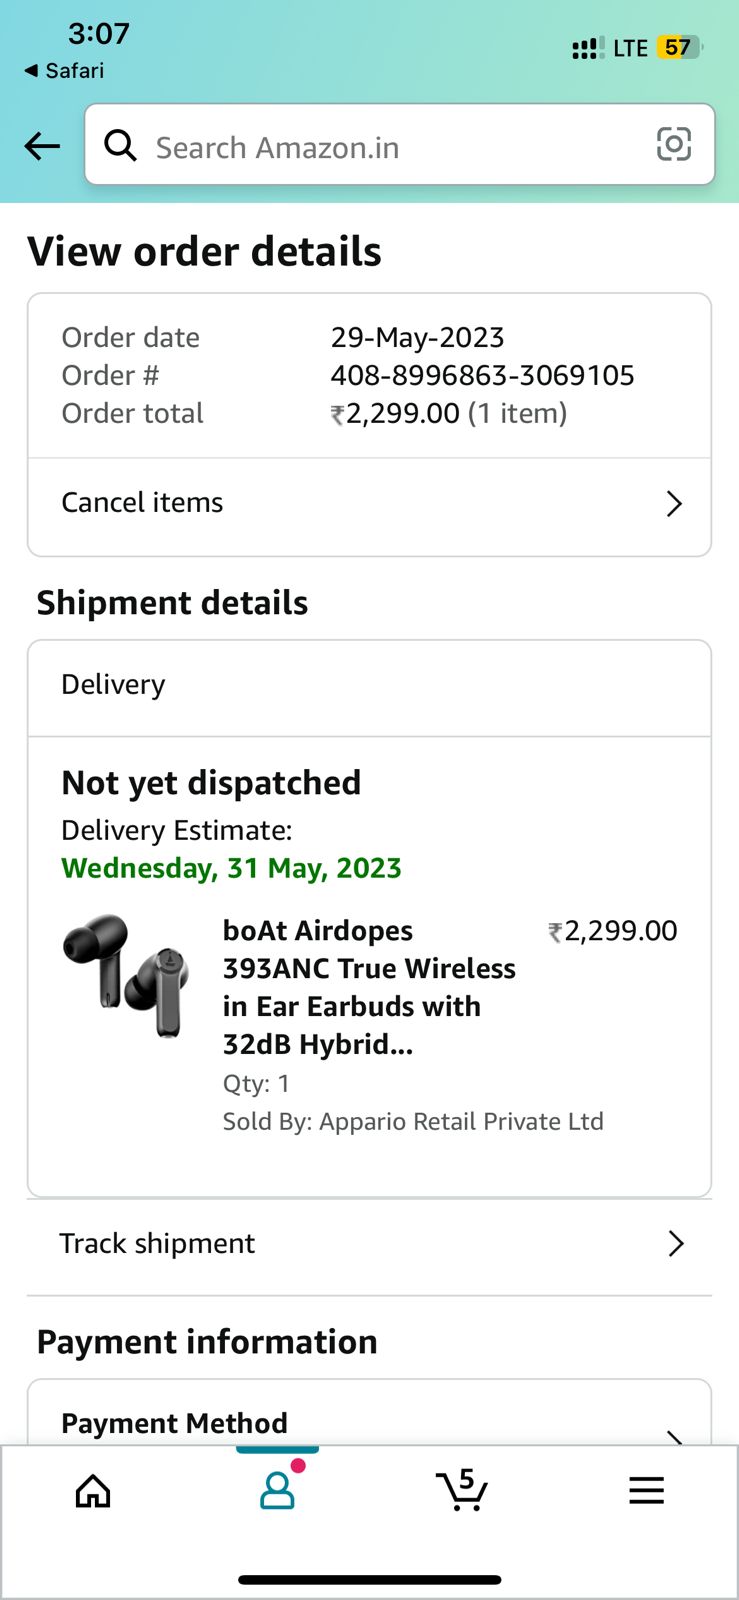 3:07
Safari
LTE 57
Search Amazon.in
View order details
Order date 29-May-2023
Order # 408-8996863-3069105
Order total ₹2,299.00 (1 item)
Cancel items
Shipment details
Delivery
Not yet dispatched
Delivery Estimate:
Wednesday, 31 May, 2023
boAt Airdopes ₹2,299.00
393ANC True Wireless
in Ear Earbuds with
32dB Hybrid...
Qty: 1
Sold By: Appario Retail Private Ltd
Track shipment
Payment information
Payment Method
5